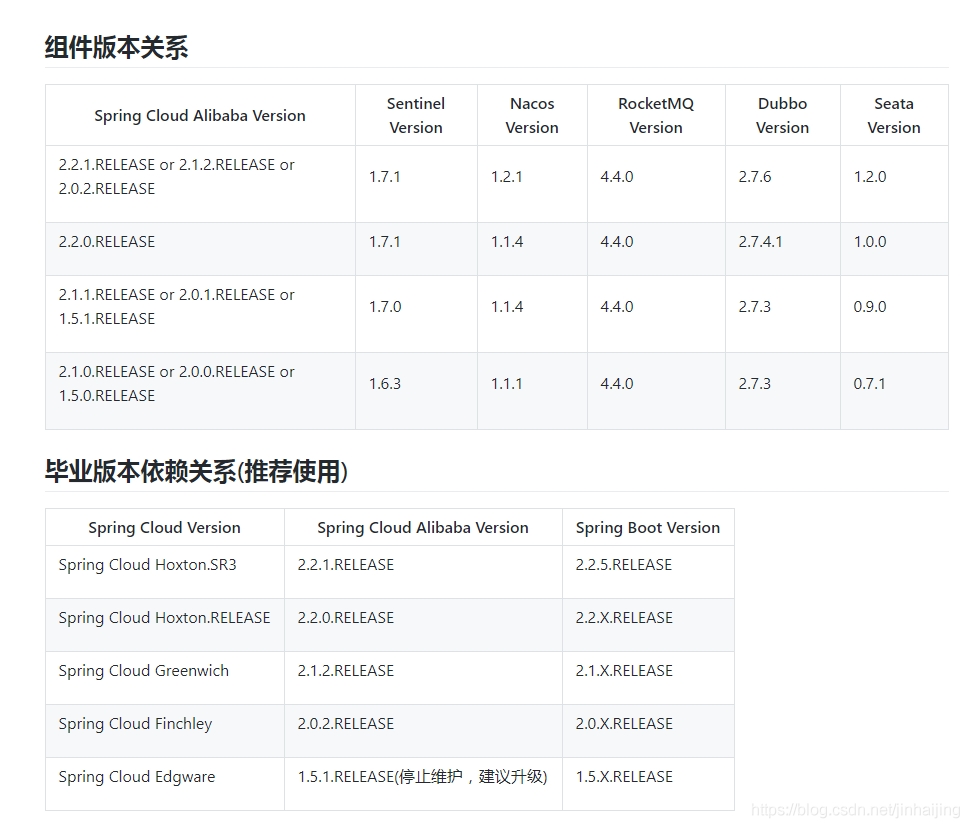 组件版本关系
Spring Cloud Alibaba Version Sentinel Version Nacos Version RocketMQ Version Dubbo Version Seata Version
2.2.1.RELEASE or 2.1.2.RELEASE or 2.0.2.RELEASE 1.7.1 1.2.1 4.4.0 2.7.6 1.2.0
2.2.0.RELEASE 1.7.1 1.1.4 4.4.0 2.7.4.1 1.0.0
2.1.1.RELEASE or 2.0.1.RELEASE or 1.5.1.RELEASE 1.7.0 1.1.4 4.4.0 2.7.3 0.9.0
2.1.0.RELEASE or 2.0.0.RELEASE or 1.5.0.RELEASE 1.6.3 1.1.1 4.4.0 2.7.3 0.7.1
毕业版本依赖关系(推荐使用)
Spring Cloud Version Spring Cloud Alibaba Version Spring Boot Version
Spring Cloud Hoxton.SR3 2.2.1.RELEASE 2.2.5.RELEASE
Spring Cloud Hoxton.RELEASE 2.2.0.RELEASE 2.2.X.RELEASE
Spring Cloud Greenwich 2.1.2.RELEASE 2.1.X.RELEASE
Spring Cloud Finchley 2.0.2.RELEASE 2.0.X.RELEASE
Spring Cloud Edgware 1.5.1.RELEASE(停止维护，建议升级) 1.5.X.RELEASE
https://blog.csdn.net/jinhaijing